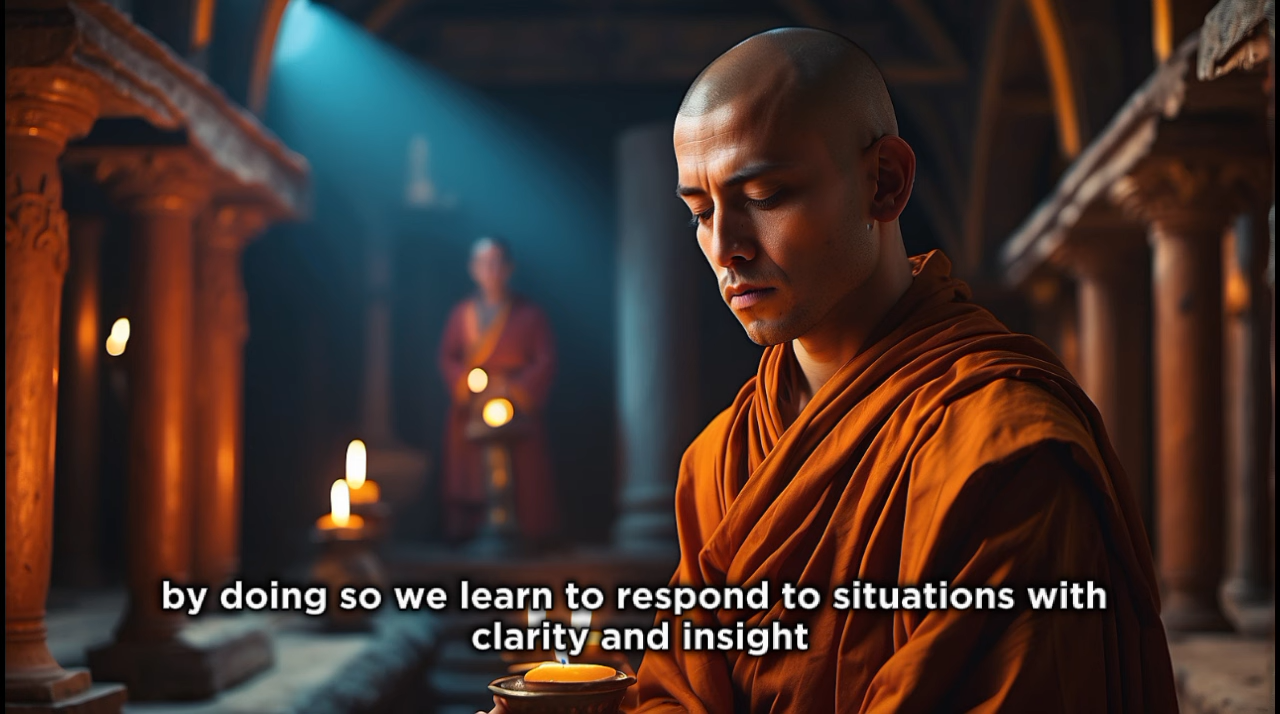 by doing so we learn to respond to situations with
clarity and insight